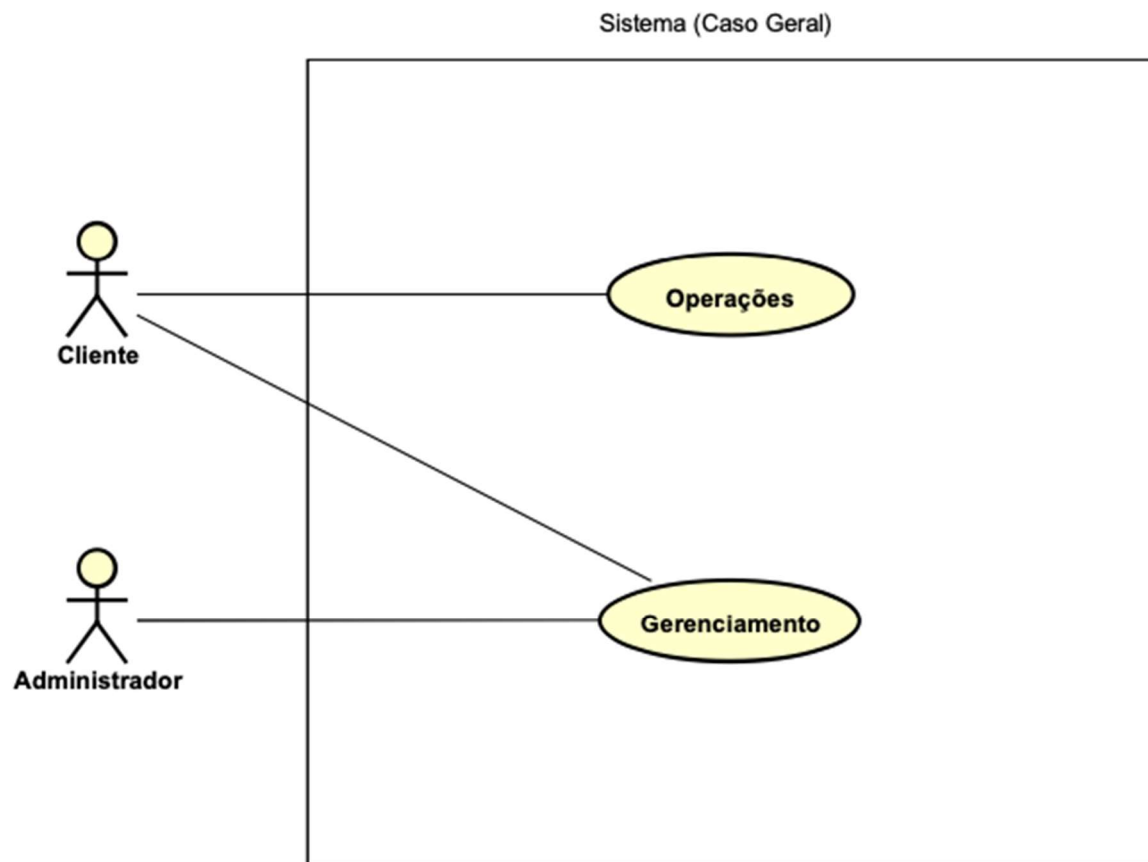 Sistema (Caso Geral)
Operações
Cliente
Gerenciamento
Administrador